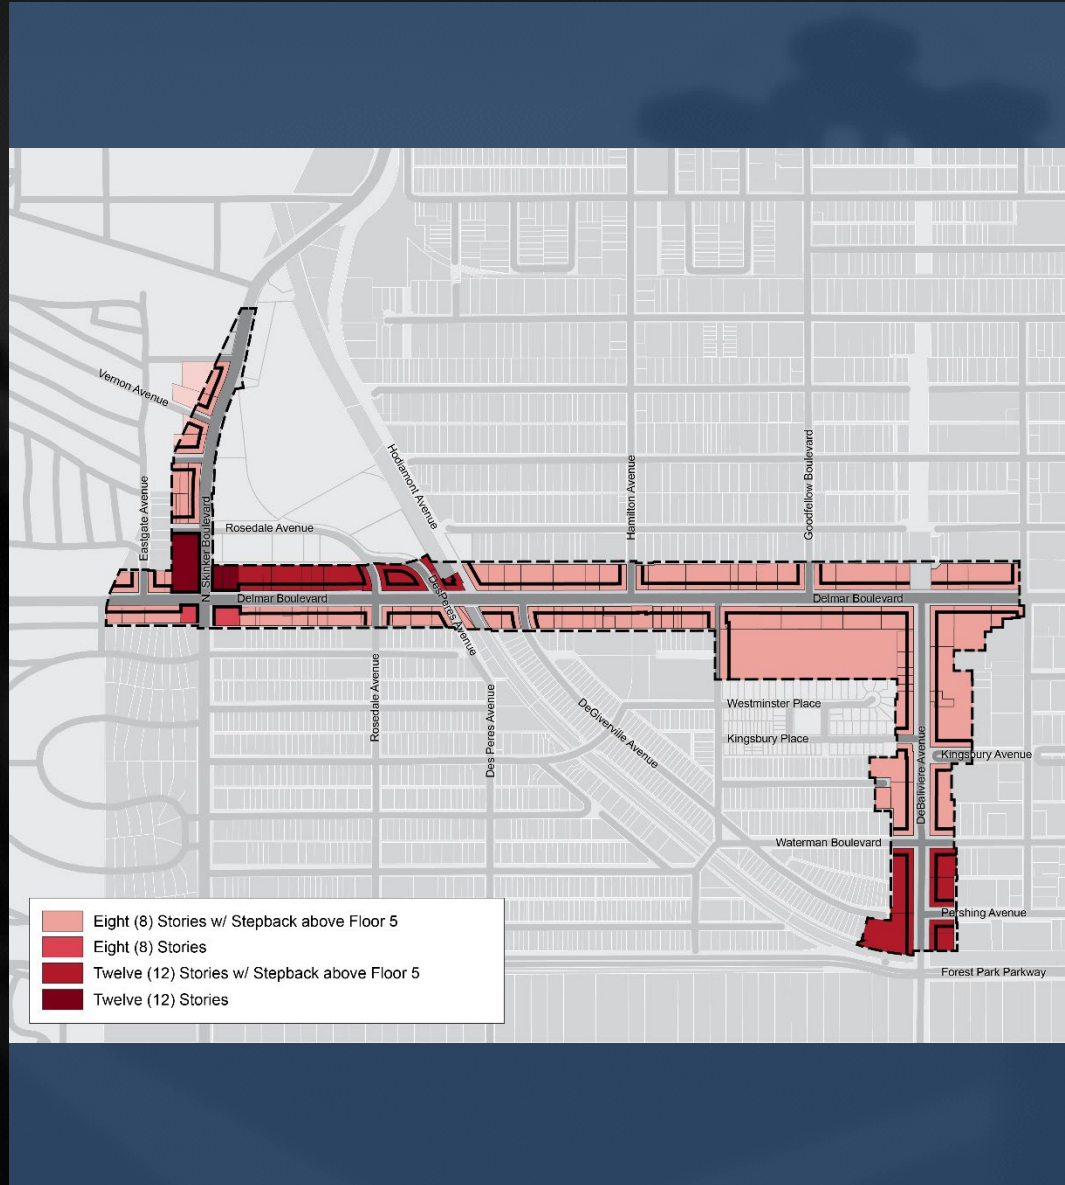 Vernon Avenue
Eastgate Avenue
N. Skinker Boulevard
Rosedale Avenue
Hodiamont Avenue
Hamilton Avenue
Goodfellow Boulevard
Delmar Boulevard
DesPeres Avenue
Delmar Boulevard
Rosedale Avenue
Des Peres Avenue
DeGiverville Avenue
Westminster Place
Kingsbury Place
DeBaliviere Avenue
Kingsbury Avenue
Waterman Boulevard
Pershing Avenue
Forest Park Parkway
Eight (8) Stories w/ Stepback above Floor 5
Eight (8) Stories
Twelve (12) Stories w/ Stepback above Floor 5
Twelve (12) Stories